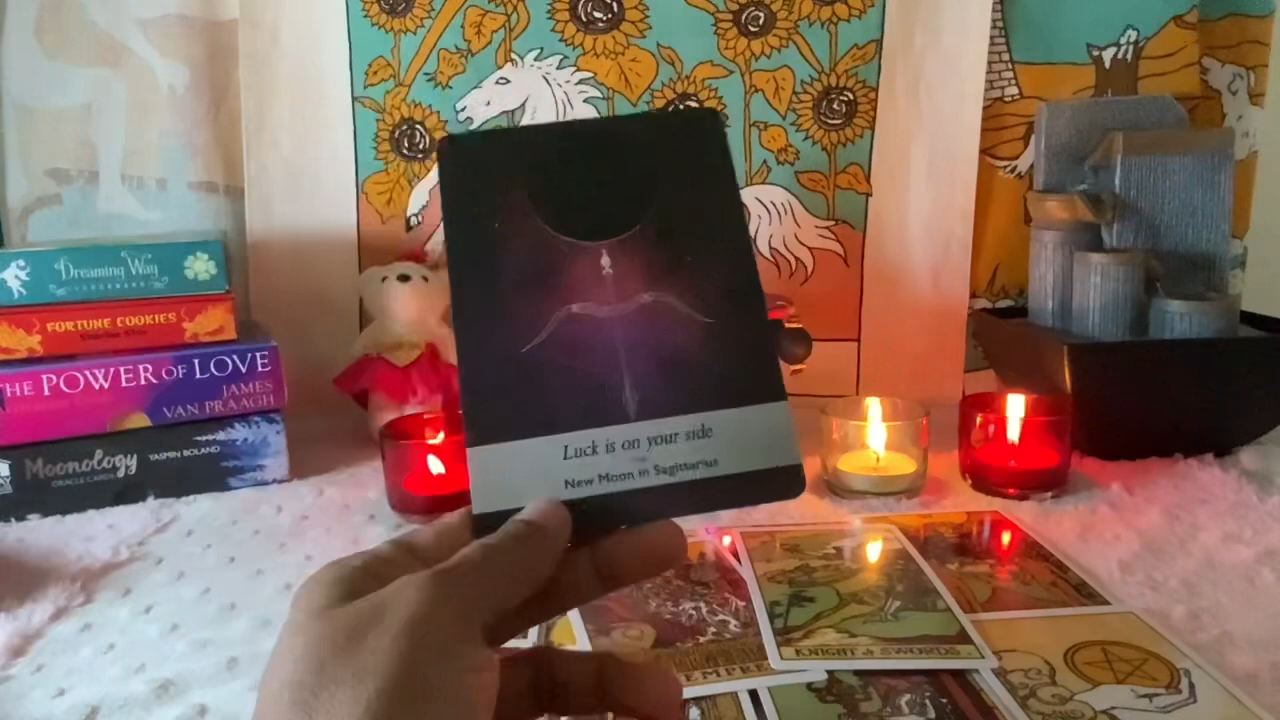 Dreaming Way
FORTUNE COOKIES
THE POWER OF LOVE
JAMES
VAN PRAAGH
Moonology
YASMIN BOLAND
ORACLE CARDS
Luck is on your side
New Moon in Sagittarius
KNIGHT of SWORDS.
EMPRE